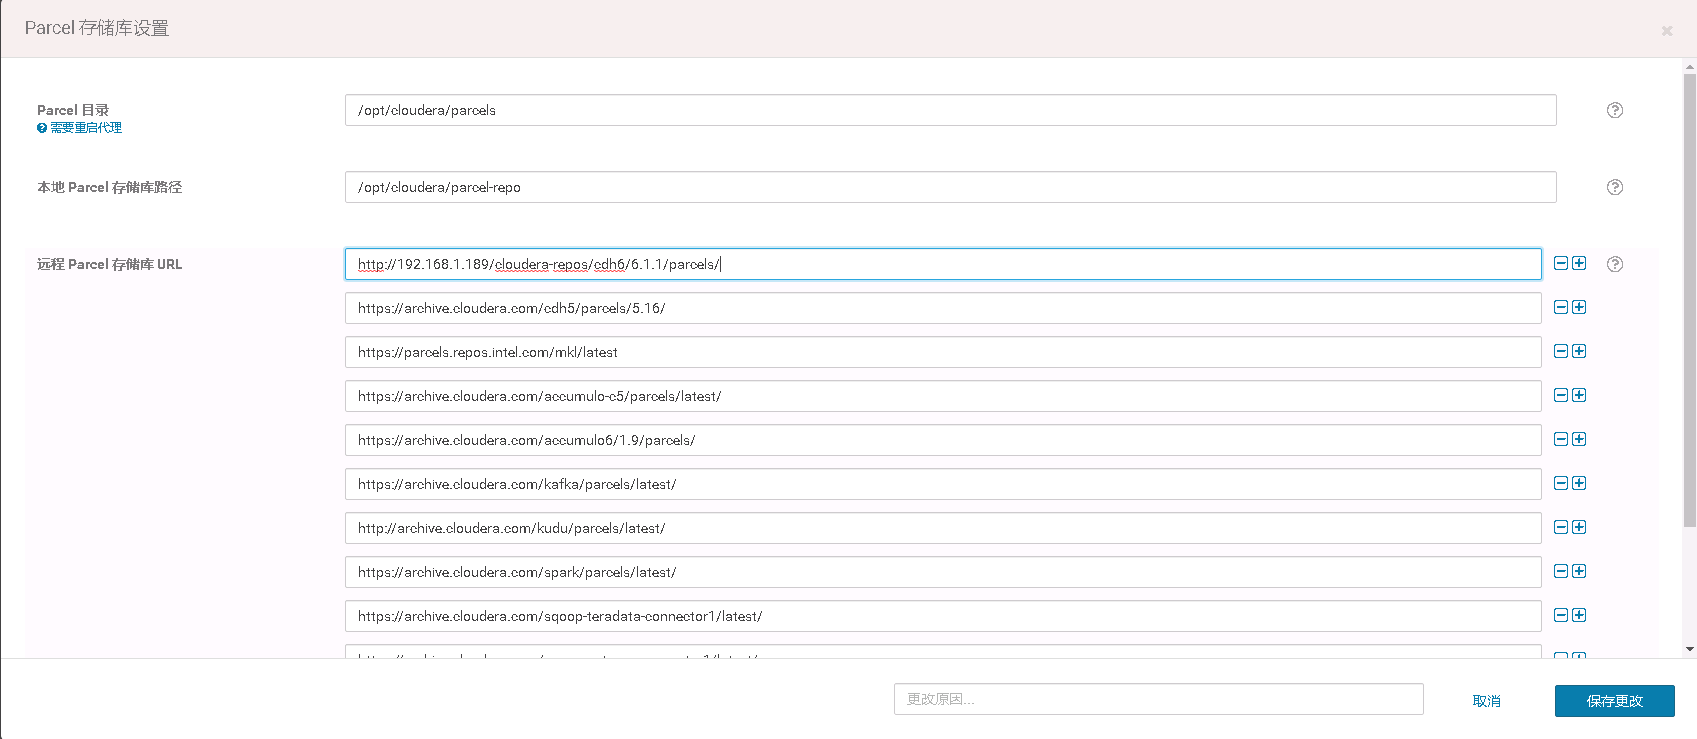 Parcel 存储库设置
Parcel 目录
需要重启代理
/opt/cloudera/parcels
本地 Parcel 存储库路径
/opt/cloudera/parcel-repo
远程 Parcel 存储库 URL
http://192.168.1.189/cloudera-repos/cdh6/6.1.1/parcels/
https://archive.cloudera.com/cdh5/parcels/5.16/
https://parcels.repos.intel.com/mkl/latest
https://archive.cloudera.com/accumulo-c5/parcels/latest/
https://archive.cloudera.com/accumulo6/1.9/parcels/
https://archive.cloudera.com/kafka/parcels/latest/
http://archive.cloudera.com/kudu/parcels/latest/
https://archive.cloudera.com/spark/parcels/latest/
https://archive.cloudera.com/sqoop-teradata-connector1/latest/
更改原因...
取消
保存更改